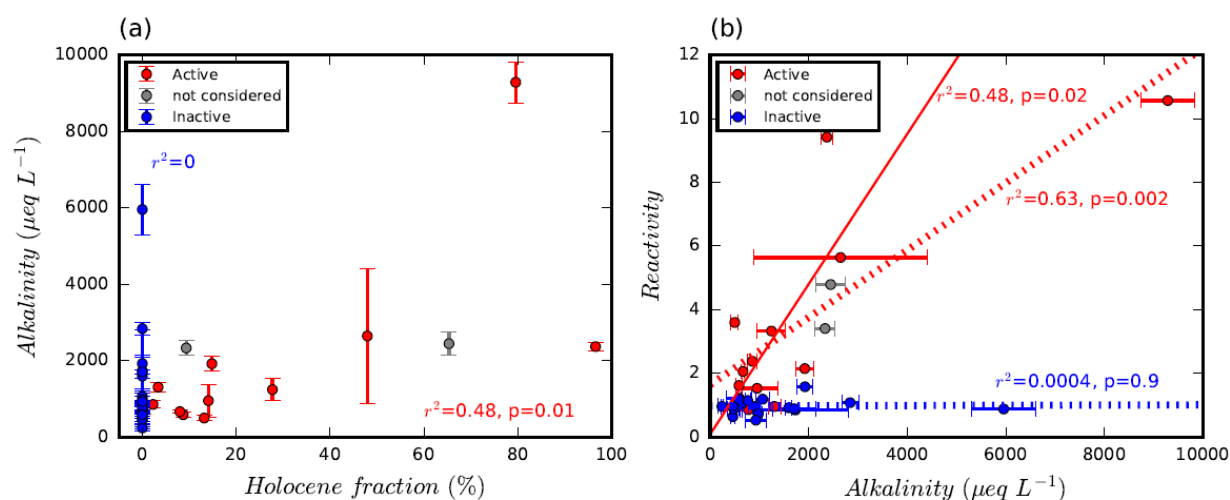 (a)
10000
8000
6000
4000
2000
0
Alkalinity (μeq L⁻¹)
Active
not considered
Inactive
r²=0
r²=0.48, p=0.01
0 20 40 60 80 100
Holocene fraction (%)
(b)
12
10
8
6
4
2
0
Reactivity
Active
not considered
Inactive
r²=0.48, p=0.02
r²=0.63, p=0.002
r²=0.0004, p=0.9
0 2000 4000 6000 8000 10000
Alkalinity (μeq L⁻¹)